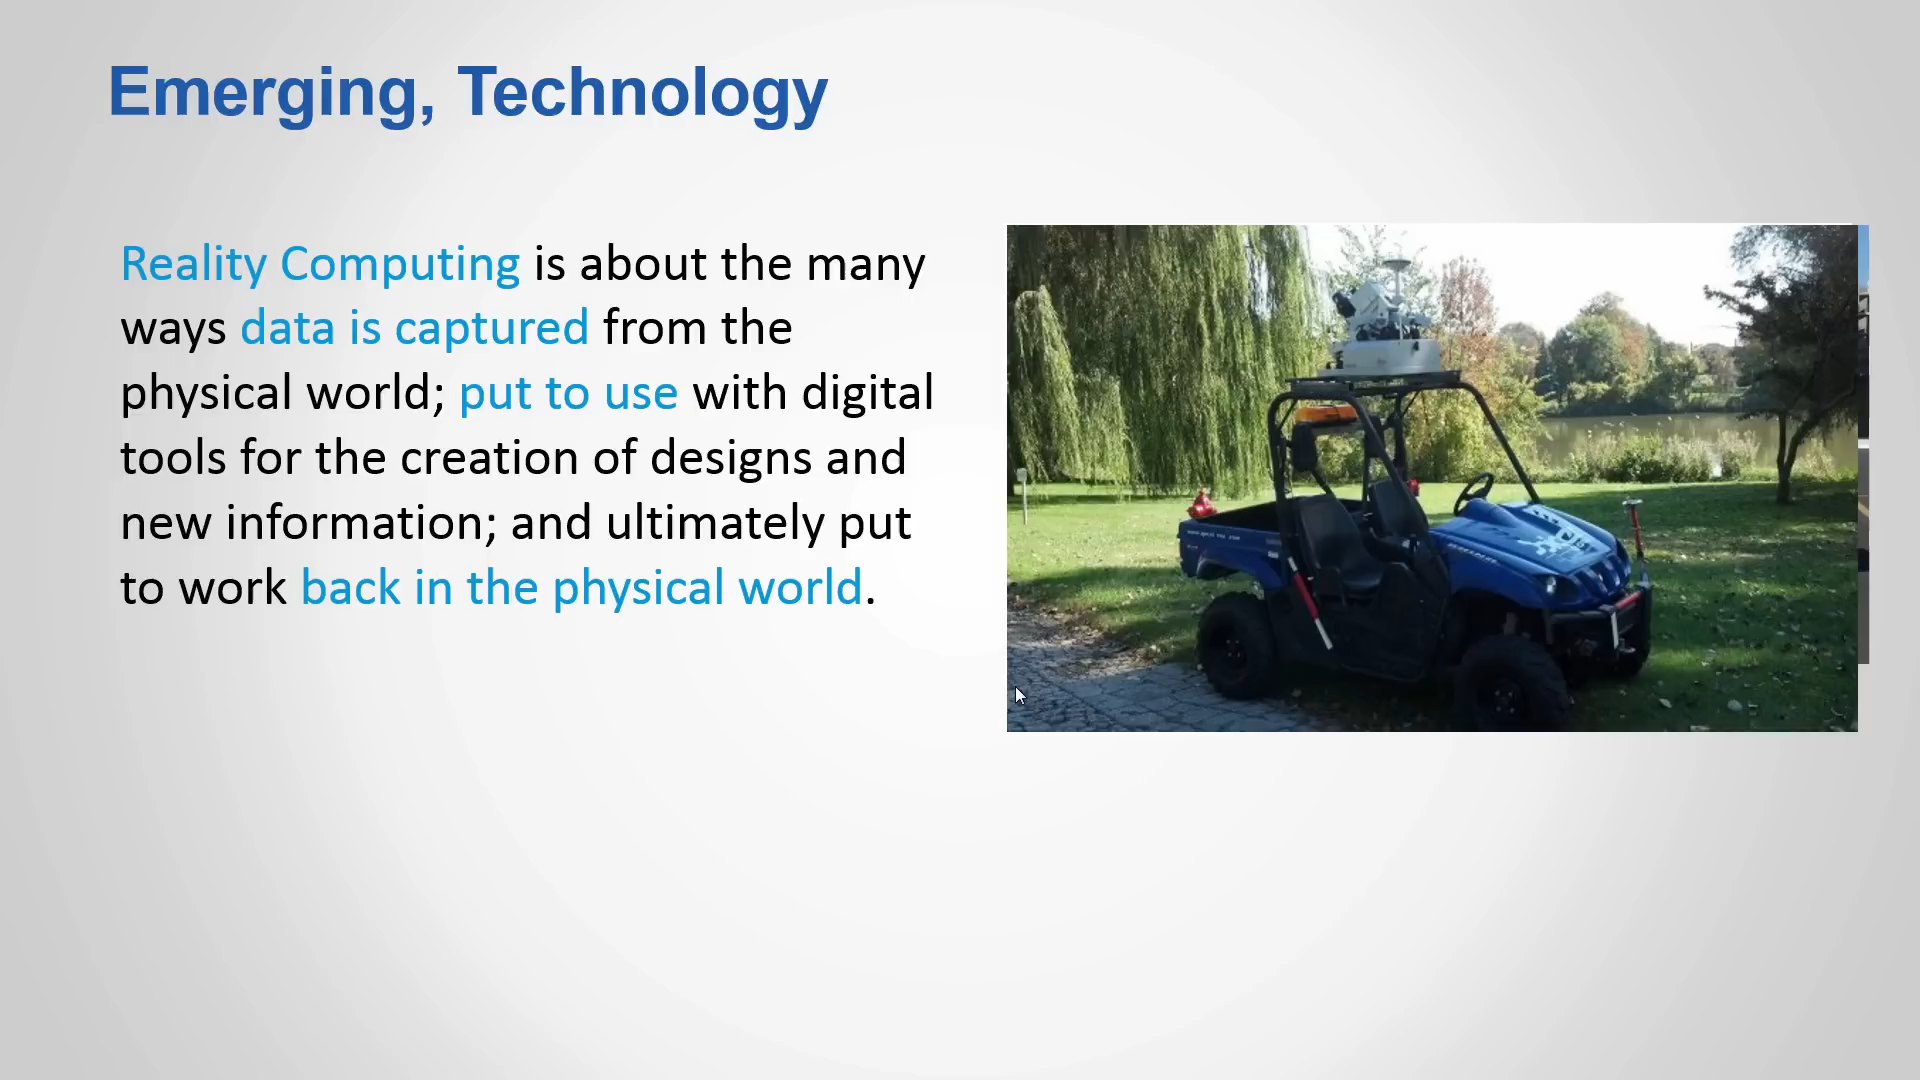 Emerging, Technology
Reality Computing is about the many
ways data is captured from the
physical world; put to use with digital
tools for the creation of designs and
new information; and ultimately put
to work back in the physical world.